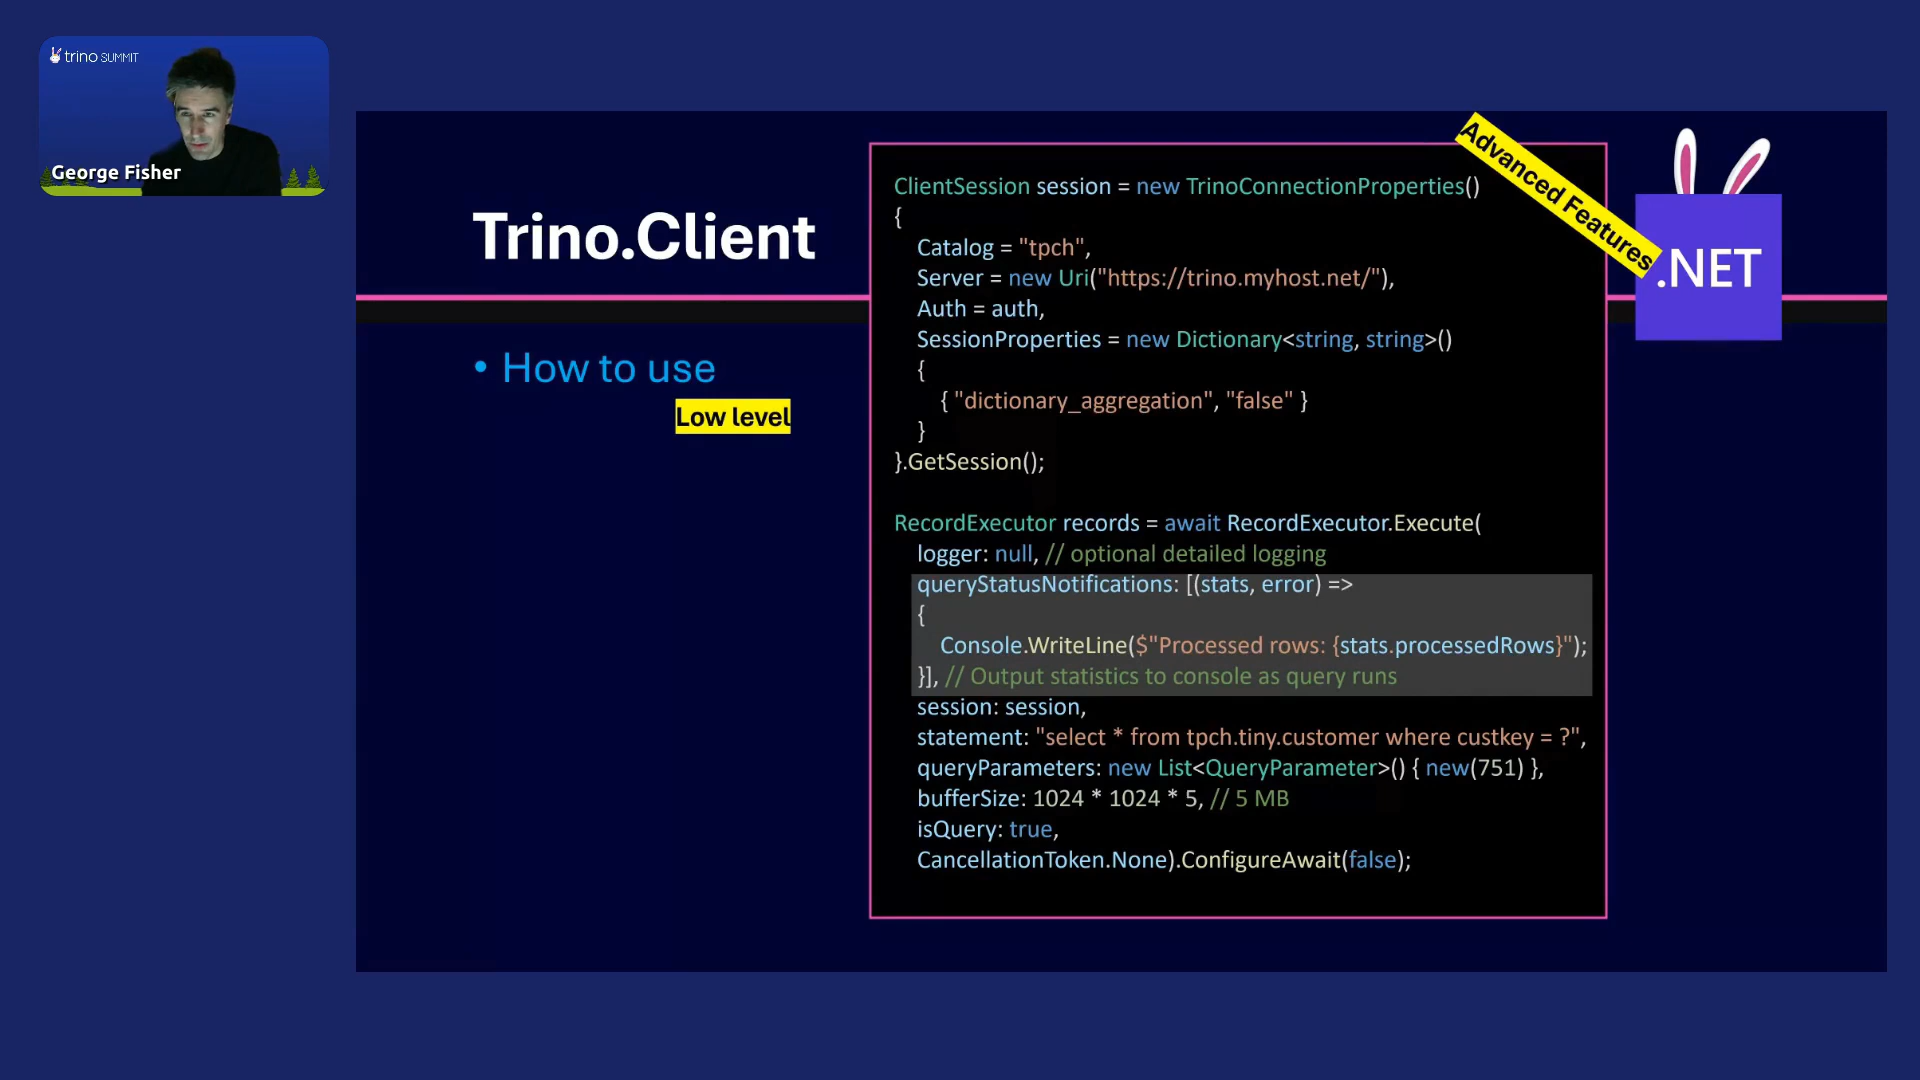 trino SUMMIT
George Fisher
Trino.Client
• How to use
Low level
Advanced Features
.NET
ClientSession session = new TrinoConnectionProperties()
{
Catalog = "tpch",
Server = new Uri("https://trino.myhost.net/"),
Auth = auth,
SessionProperties = new Dictionary<string, string>()
{
{ "dictionary_aggregation", "false" }
}
}.GetSession();
RecordExecutor records = await RecordExecutor.Execute(
logger: null, // optional detailed logging
queryStatusNotifications: [(stats, error) =>
{
Console.WriteLine($"Processed rows: {stats.processedRows}");
}], // Output statistics to console as query runs
session: session,
statement: "select * from tpch.tiny.customer where custkey = ?",
queryParameters: new List<QueryParameter>() { new(751) },
bufferSize: 1024 * 1024 * 5, // 5 MB
isQuery: true,
CancellationToken.None).ConfigureAwait(false);